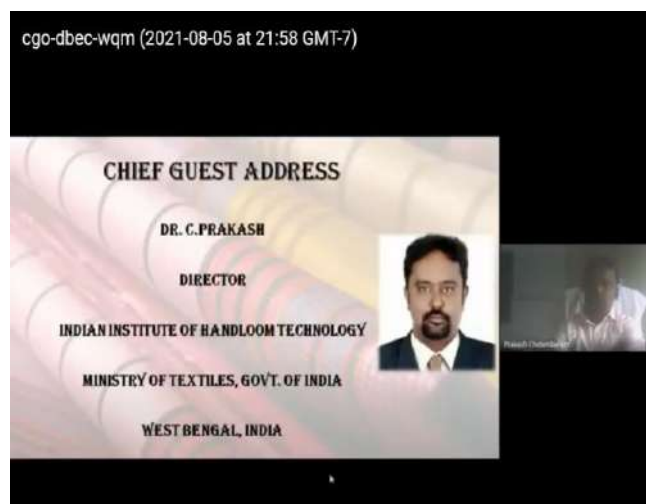 cgo-dbec-wqm (2021-08-05 at 21:58 GMT-7)
CHIEF GUEST ADDRESS
DR. C.PRAKASH
DIRECTOR
INDIAN INSTITUTE OF HANDLOOM TECHNOLOGY
MINISTRY OF TEXTILES, GOVT. OF INDIA
WEST BENGAL, INDIA
Prakash